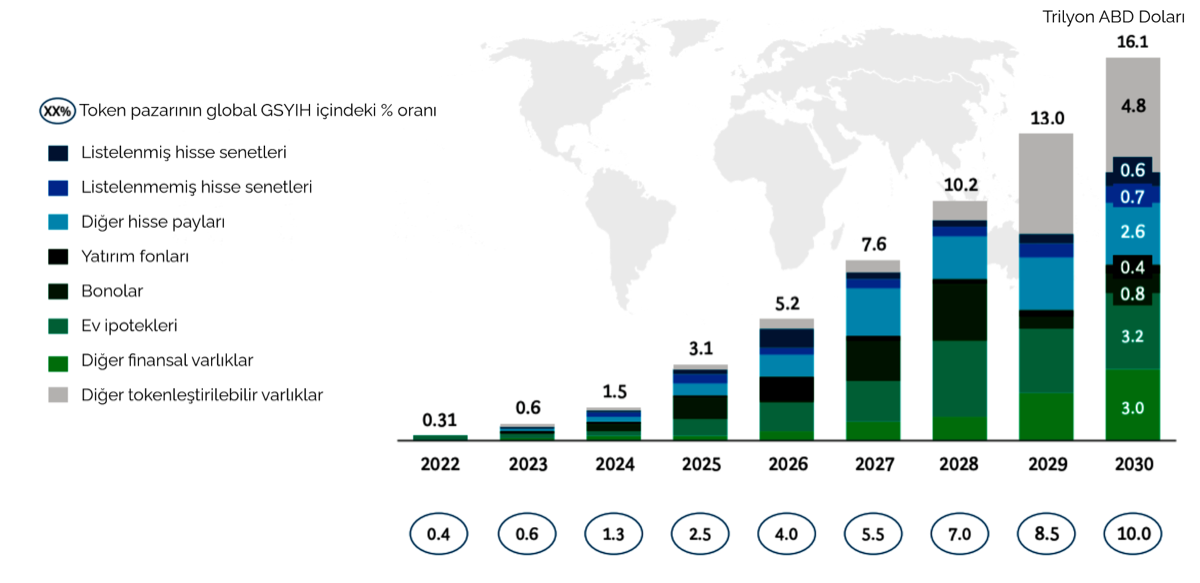 Trilyon ABD Doları
XX% Token pazarının global GSYIH içindeki % oranı
Listelenmiş hisse senetleri
Listelenmemiş hisse senetleri
Diğer hisse payları
Yatırım fonları
Bonolar
Ev ipotekleri
Diğer finansal varlıklar
Diğer tokenleştirilebilir varlıklar
0.31
0.6
1.5
3.1
5.2
7.6
10.2
13.0
16.1
4.8
0.6
0.7
2.6
0.4
0.8
3.2
3.0
2022 2023 2024 2025 2026 2027 2028 2029 2030
0.4 0.6 1.3 2.5 4.0 5.5 7.0 8.5 10.0